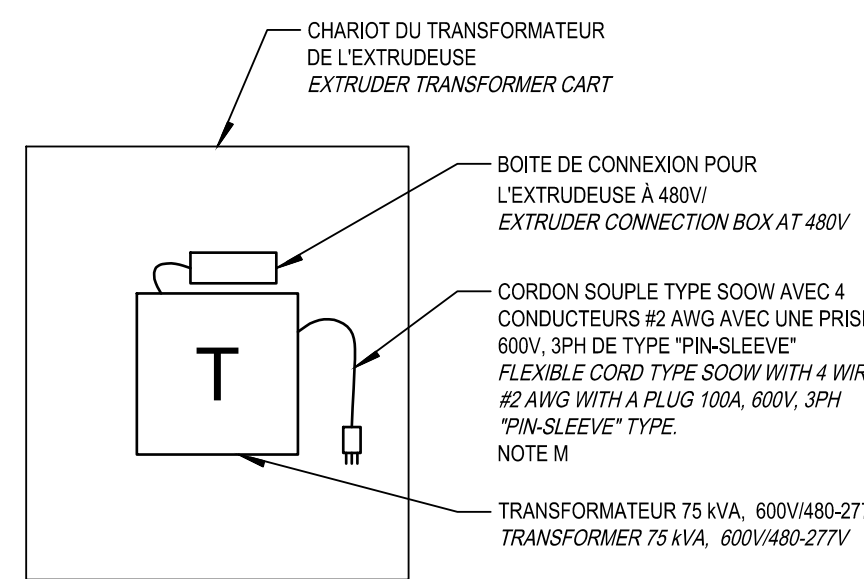 CHARIOT DU TRANSFORMATEUR
DE L'EXTRUDEUSE
EXTRUDER TRANSFORMER CART
BOITE DE CONNEXION POUR
L'EXTRUDEUSE À 480V/
EXTRUDER CONNECTION BOX AT 480V
CORDON SOUPLE TYPE SOOW AVEC 4
CONDUCTEURS #2 AWG AVEC UNE
600V, 3PH DE TYPE "PIN-SLEEVE"
FLEXIBLE CORD TYPE SOOW WITH 4
#2 AWG WITH A PLUG 100A, 600V, 3PH
"PIN-SLEEVE" TYPE.
NOTE M
T
TRANSFORMATEUR 75 kVA, 600V/480-277
TRANSFORMER 75 kVA, 600V/480-277V